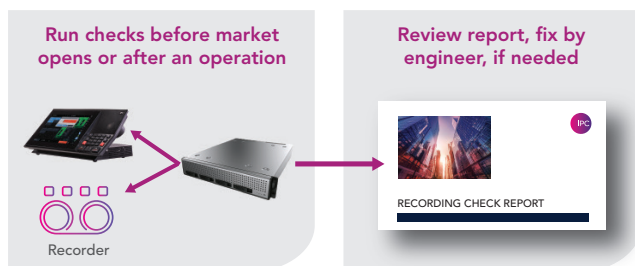 Run checks before market
opens or after an operation
Recorder
Review report, fix by
engineer, if needed
IPC
RECORDING CHECK REPORT